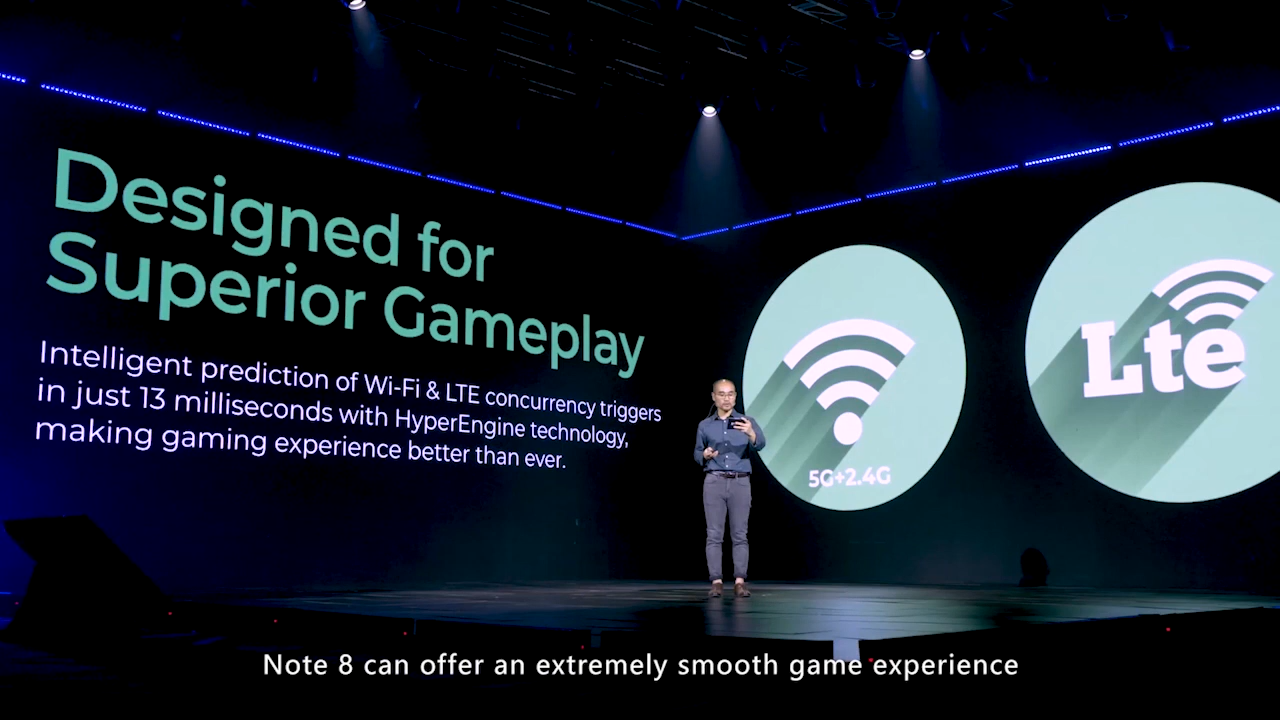 Designed for
Superior Gameplay
Intelligent prediction of Wi-Fi & LTE concurrency triggers
in just 13 milliseconds with HyperEngine technology,
making gaming experience better than ever.
5G+2.4G
Lte
Note 8 can offer an extremely smooth game experience